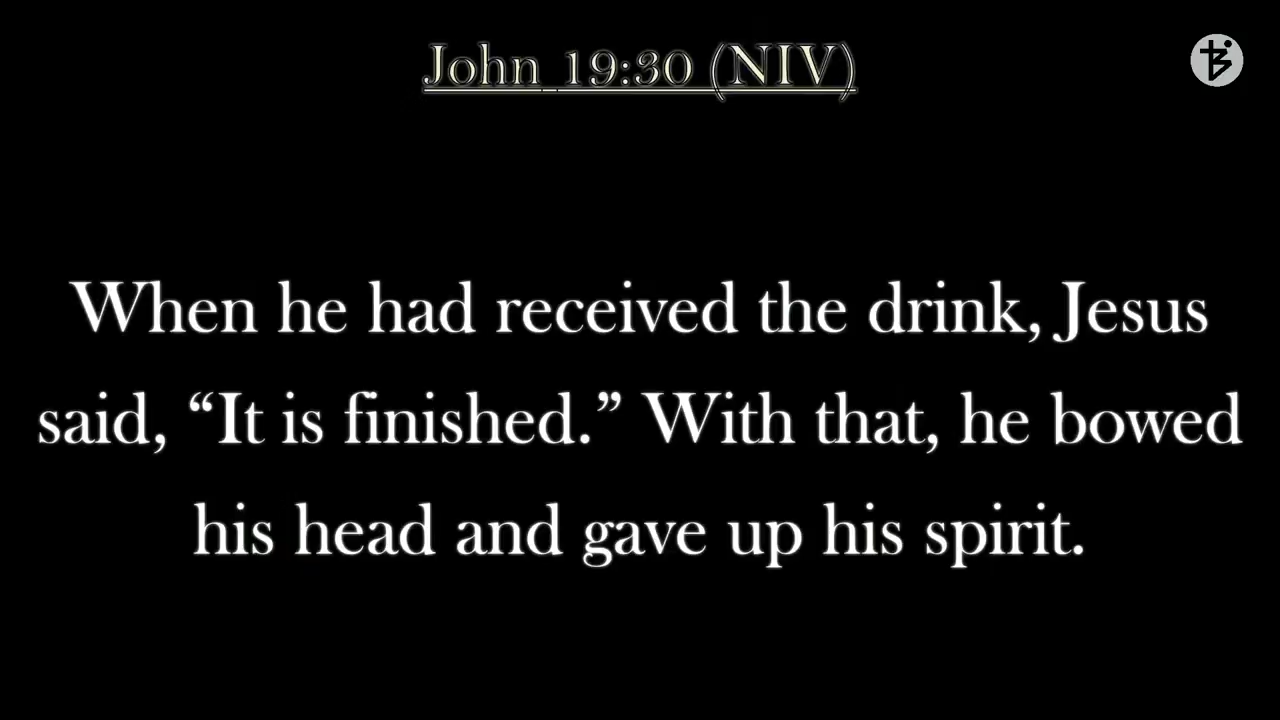 John 19:30 (NIV)
When he had received the drink, Jesus
said, “It is finished.” With that, he bowed
his head and gave up his spirit.